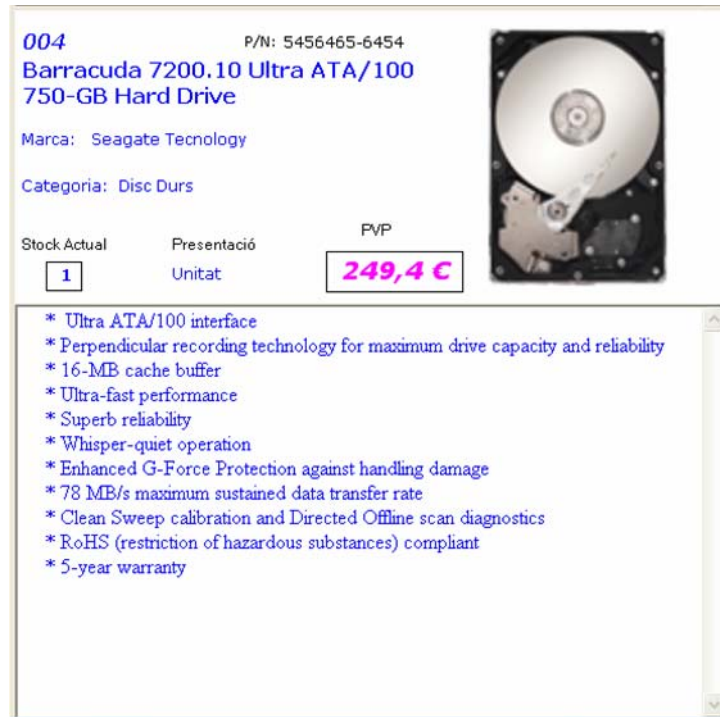 004 P/N: 5456465-6454
Barracuda 7200.10 Ultra ATA/100
750-GB Hard Drive
Marca: Seagate Tecnology
Categoria: Disc Durs
Stock Actual Presentació PVP
1 Unitat 249,4 €
* Ultra ATA/100 interface
* Perpendicular recording technology for maximum drive capacity and reliability
* 16-MB cache buffer
* Ultra-fast performance
* Superb reliability
* Whisper-quiet operation
* Enhanced G-Force Protection against handling damage
* 78 MB/s maximum sustained data transfer rate
* Clean Sweep calibration and Directed Offline scan diagnostics
* RoHS (restriction of hazardous substances) compliant
* 5-year warranty